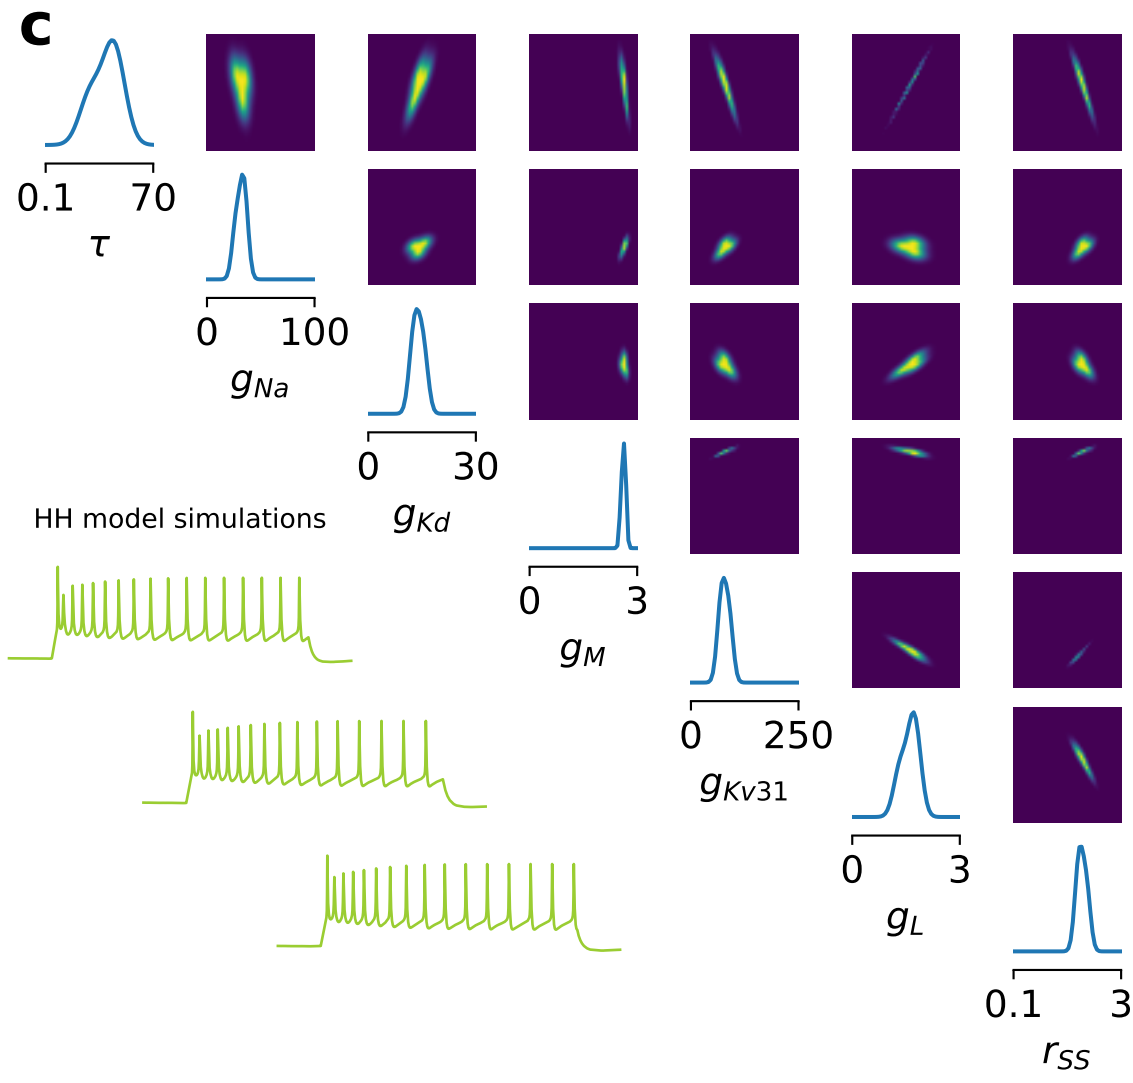 c
0.1 70
τ
0 100
g_Na
0 30
g_Kd
HH model simulations
0 3
g_M
0 250
g_Kv31
0 3
g_L
0.1 3
r_SS